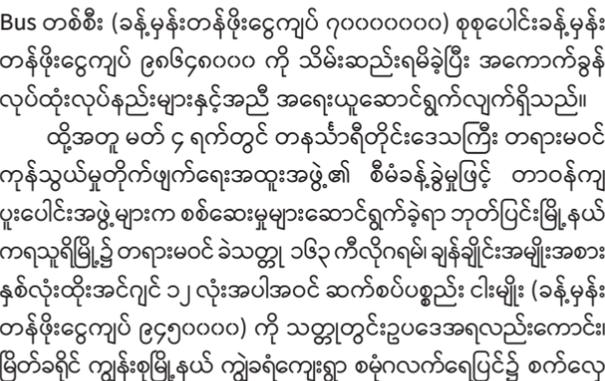 Bus တစ်စီး (ခန့်မှန်းတန်ဖိုးငွေကျပ် ၇၀၀၀၀၀၀၀) စုစုပေါင်းခန့်မှန်း
တန်ဖိုးငွေကျပ် ၉၈၆၄၈၀၀၀ ကို သိမ်းဆည်းရမိခဲ့ပြီး အကောက်ခွန်
လုပ်ထုံးလုပ်နည်းများနှင့်အညီ အရေးယူဆောင်ရွက်လျက်ရှိသည်။
ထို့အတူ မတ် ၄ ရက်တွင် တနင်္သာရီတိုင်းဒေသကြီး တရားမဝင်
ကုန်သွယ်မှုတိုက်ဖျက်ရေးအထူးအဖွဲ့၏ စီမံခန့်ခွဲမှုဖြင့် တာဝန်ကျ
ပူးပေါင်းအဖွဲ့များက စစ်ဆေးမှုများဆောင်ရွက်ခဲ့ရာ ဘုတ်ပြင်းမြို့နယ်
ကရသူရိမြို့၌ တရားမဝင် ခဲသတ္တု ၁၆၃ ကီလိုဂရမ်၊ ချန်ချိုင်းအမျိုးအစား
နှစ်လုံးထိုးအင်ဂျင် ၁၂ လုံးအပါအဝင် ဆက်စပ်ပစ္စည်း ငါးမျိုး (ခန့်မှန်း
တန်ဖိုးငွေကျပ် ၉၄၅၀၀၀၀) ကို သတ္တုတွင်းဥပဒေအရလည်းကောင်း၊
မြိတ်ခရိုင် ကျွန်းစုမြို့နယ် ကျွဲခရံကျေးရွာ စမုံဂလက်ရေပြင်၌ စက်လှေ